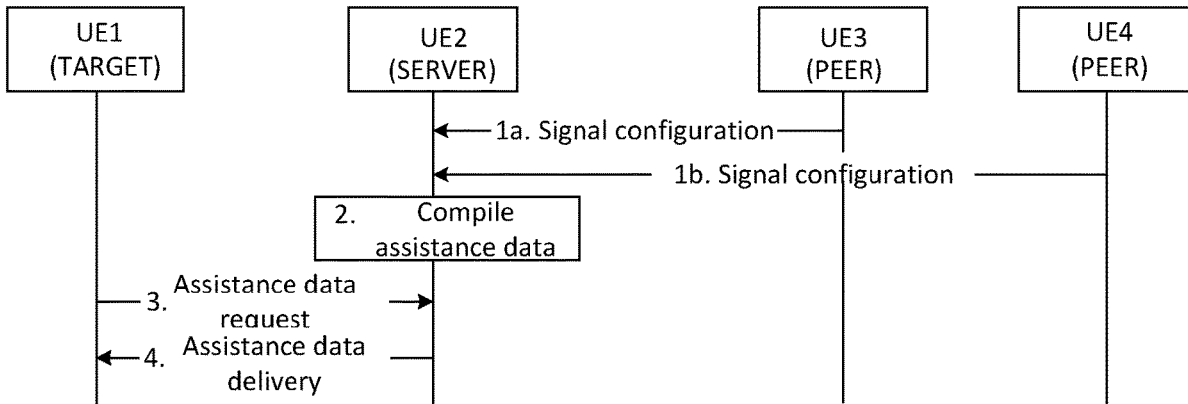 UE1
(TARGET)
UE2
(SERVER)
UE3
(PEER)
UE4
(PEER)
1a. Signal configuration
1b. Signal configuration
2. Compile
assistance data
3. Assistance data
request
4. Assistance data
delivery